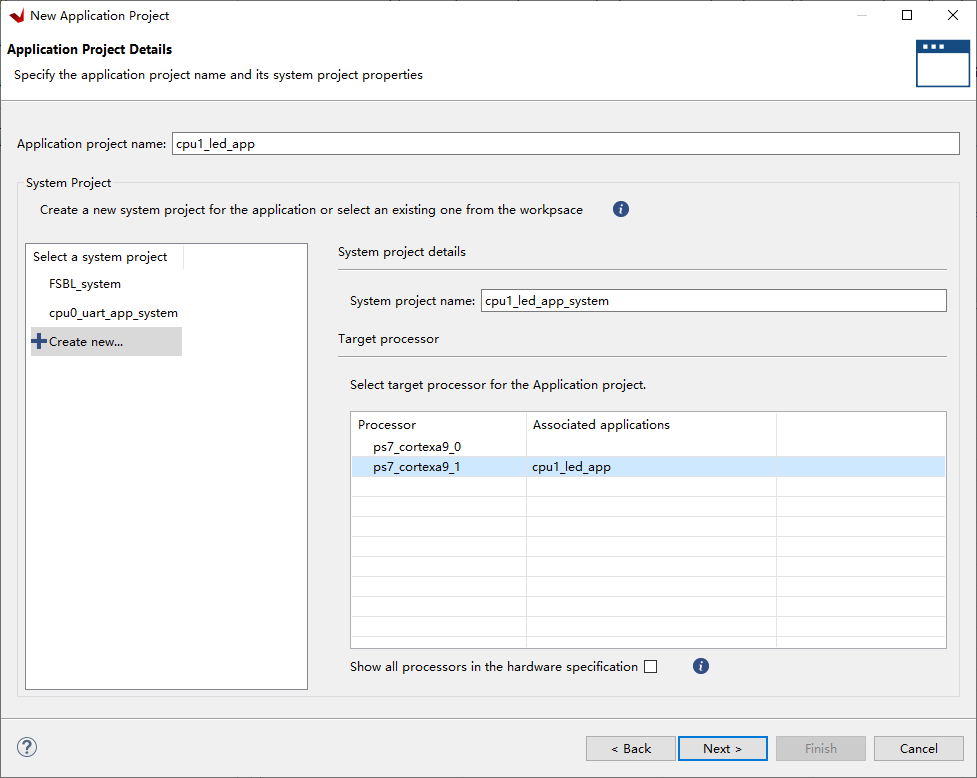 New Application Project
Application Project Details
Specify the application project name and its system project properties
Application project name: cpu1_led_app
System Project
Create a new system project for the application or select an existing one from the workpsace
Select a system project
FSBL_system
cpu0_uart_app_system
Create new...
System project details
System project name: cpu1_led_app_system
Target processor
Select target processor for the Application project.
Processor Associated applications
ps7_cortexa9_0
ps7_cortexa9_1 cpu1_led_app
Show all processors in the hardware specification
< Back Next > Finish Cancel